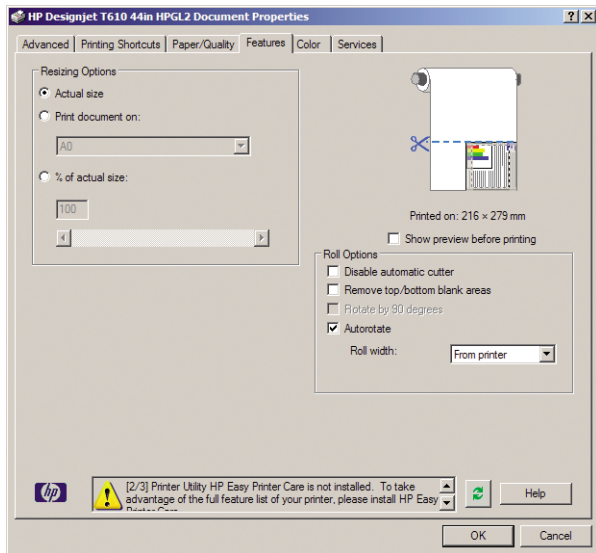 HP Designjet T610 44in HPGL2 Document Properties
Advanced Printing Shortcuts Paper/Quality Features Color Services
Resizing Options
Actual size
Print document on:
A0
% of actual size:
100
Printed on: 216 × 279 mm
Show preview before printing
Roll Options
Disable automatic cutter
Remove top/bottom blank areas
Rotate by 90 degrees
Autorotate
Roll width: From printer
hp
[2/3] Printer Utility HP Easy Printer Care is not installed. To take
advantage of the full feature list of your printer, please install HP Easy
Printer Care
Help
OK Cancel